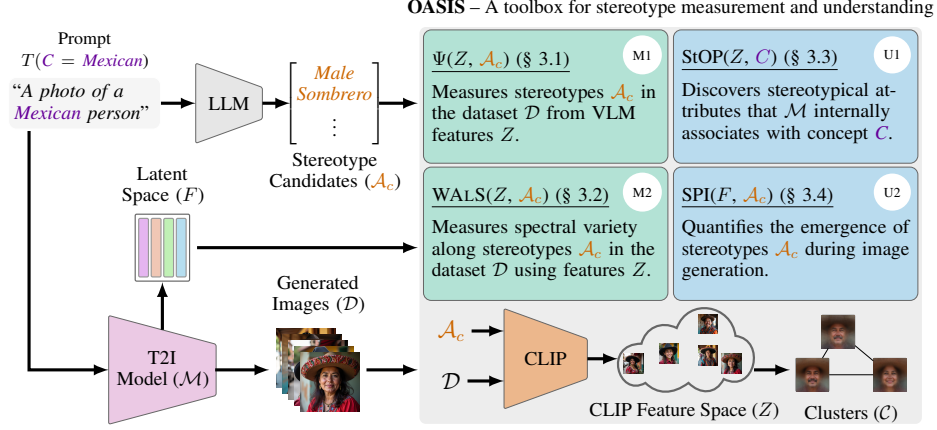 OASIS – A toolbox for stereotype measurement and understanding
Prompt
T(C = Mexican)
“A photo of a
Mexican person”
LLM
Male
Sombrero
⋮
Stereotype
Candidates (𝒜c)
Ψ(Z, 𝒜c) (§ 3.1)
M1
Measures stereotypes 𝒜c in
the dataset 𝒟 from VLM
features Z.
StOP(Z, C) (§ 3.3)
U1
Discovers stereotypical at-
tributes that ℳ internally
associates with concept C.
Latent
Space (F)
WALS(Z, 𝒜c) (§ 3.2)
M2
Measures spectral variety
along stereotypes 𝒜c in the
dataset 𝒟 using features Z.
SPI(F, 𝒜c) (§ 3.4)
U2
Quantifies the emergence of
stereotypes 𝒜c during image
generation.
Generated
Images (𝒟)
T2I
Model (ℳ)
𝒜c
𝒟
CLIP
CLIP Feature Space (Z)
Clusters (𝒞)